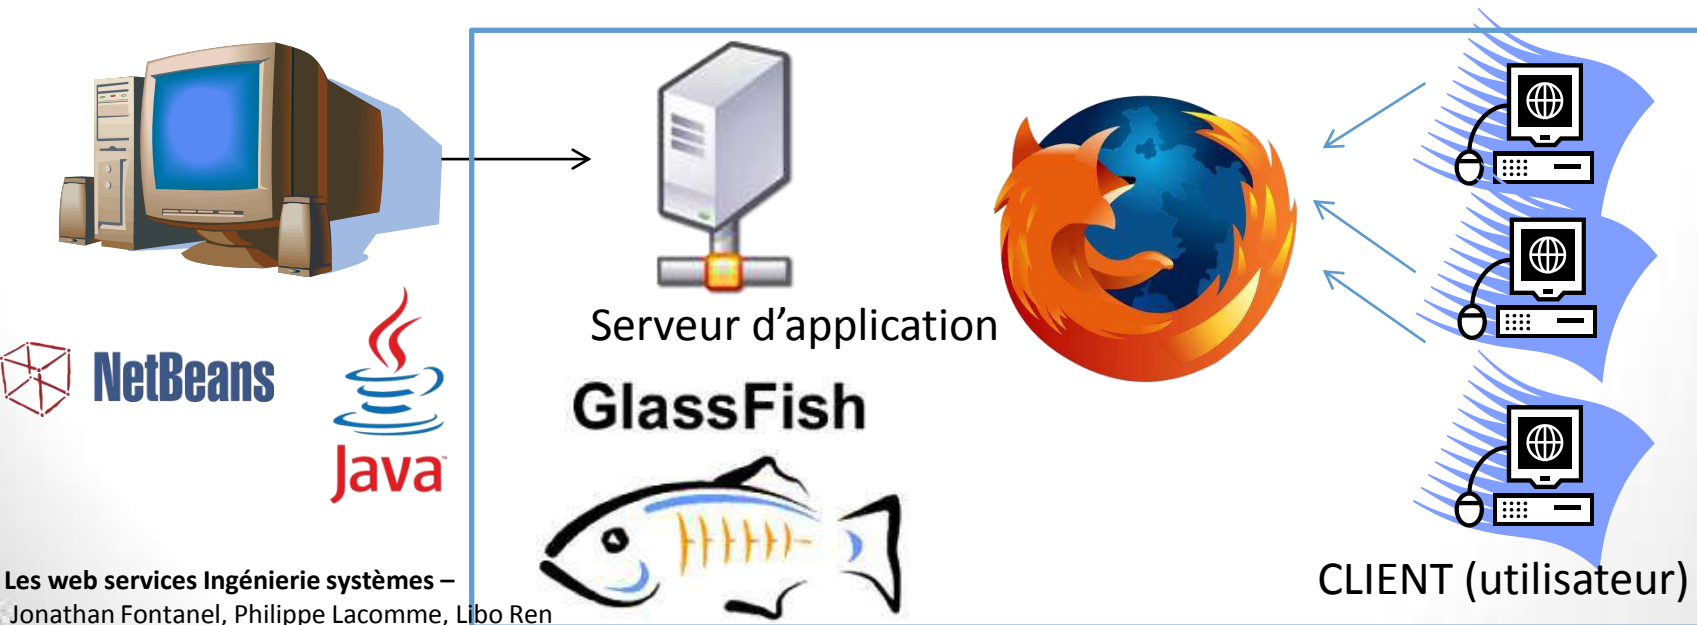 Serveur d'application
NetBeans
Java
GlassFish
CLIENT (utilisateur)
Les web services Ingénierie systèmes –
Jonathan Fontanel, Philippe Lacomme, Libo Ren